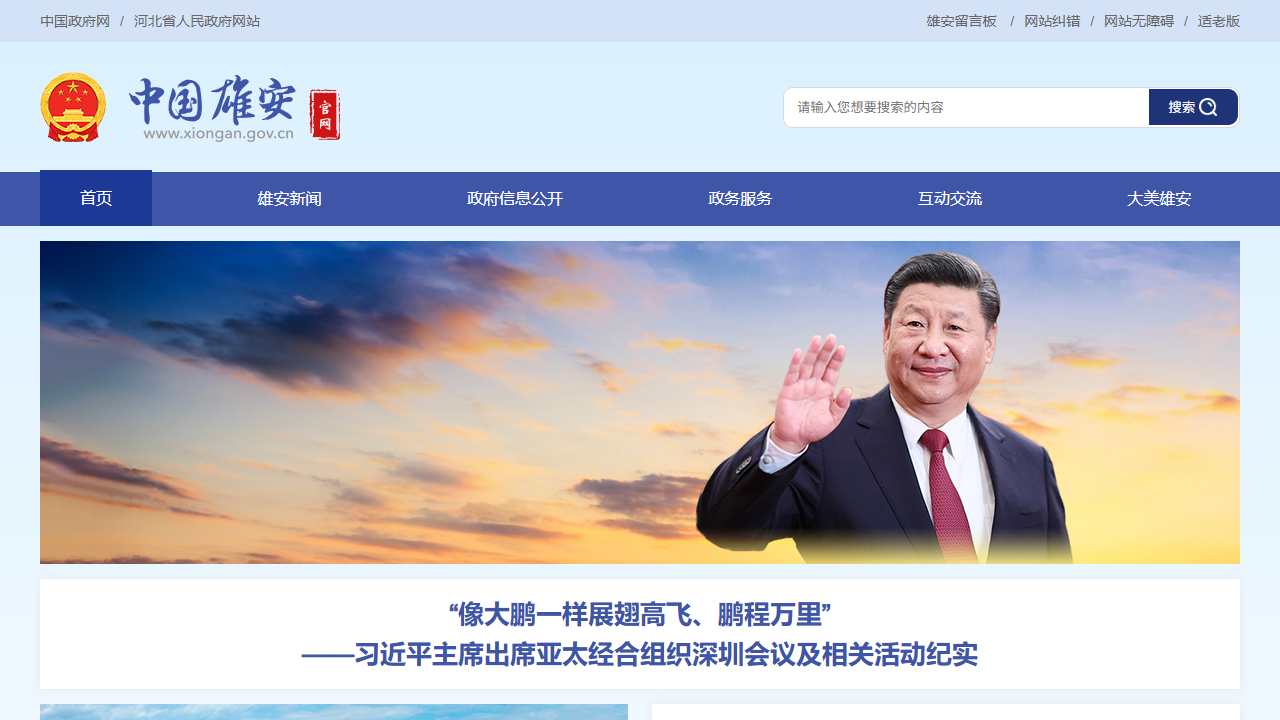 中国政府网 / 河北省人民政府网站
雄安留言板 / 网站纠错 / 网站无障碍 / 适老版
中国雄安
官网
www.xiongan.gov.cn
请输入您想要搜索的内容
搜索
首页 雄安新闻 政府信息公开 政务服务 互动交流 大美雄安
“像大鹏一样展翅高飞、鹏程万里”
——习近平主席出席亚太经合组织深圳会议及相关活动纪实